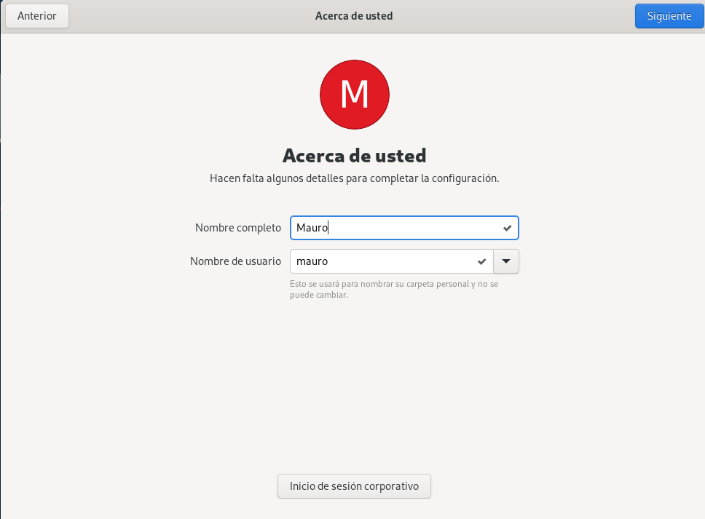 Anterior
Acerca de usted
Siguiente
M
Acerca de usted
Hacen falta algunos detalles para completar la configuración.
Nombre completo
Mauro
Nombre de usuario
mauro
Esto se usará para nombrar su carpeta personal y no se
puede cambiar.
Inicio de sesión corporativo